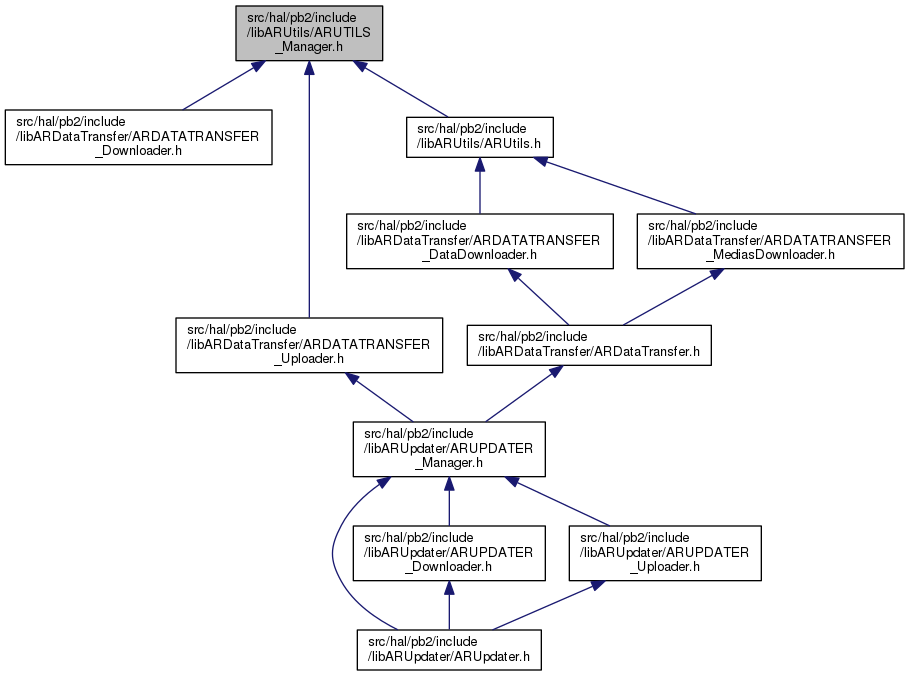 src/hal/pb2/include
/libARUtils/ARUTILS
_Manager.h
src/hal/pb2/include
/libARDataTransfer/ARDATATRANSFER
_Downloader.h
src/hal/pb2/include
/libARUtils/ARUtils.h
src/hal/pb2/include
/libARDataTransfer/ARDATATRANSFER
_DataDownloader.h
src/hal/pb2/include
/libARDataTransfer/ARDATATRANSFER
_MediasDownloader.h
src/hal/pb2/include
/libARDataTransfer/ARDATATRANSFER
_Uploader.h
src/hal/pb2/include
/libARDataTransfer/ARDataTransfer.h
src/hal/pb2/include
/libARUpdater/ARUPDATER
_Manager.h
src/hal/pb2/include
/libARUpdater/ARUPDATER
_Downloader.h
src/hal/pb2/include
/libARUpdater/ARUPDATER
_Uploader.h
src/hal/pb2/include
/libARUpdater/ARUpdater.h